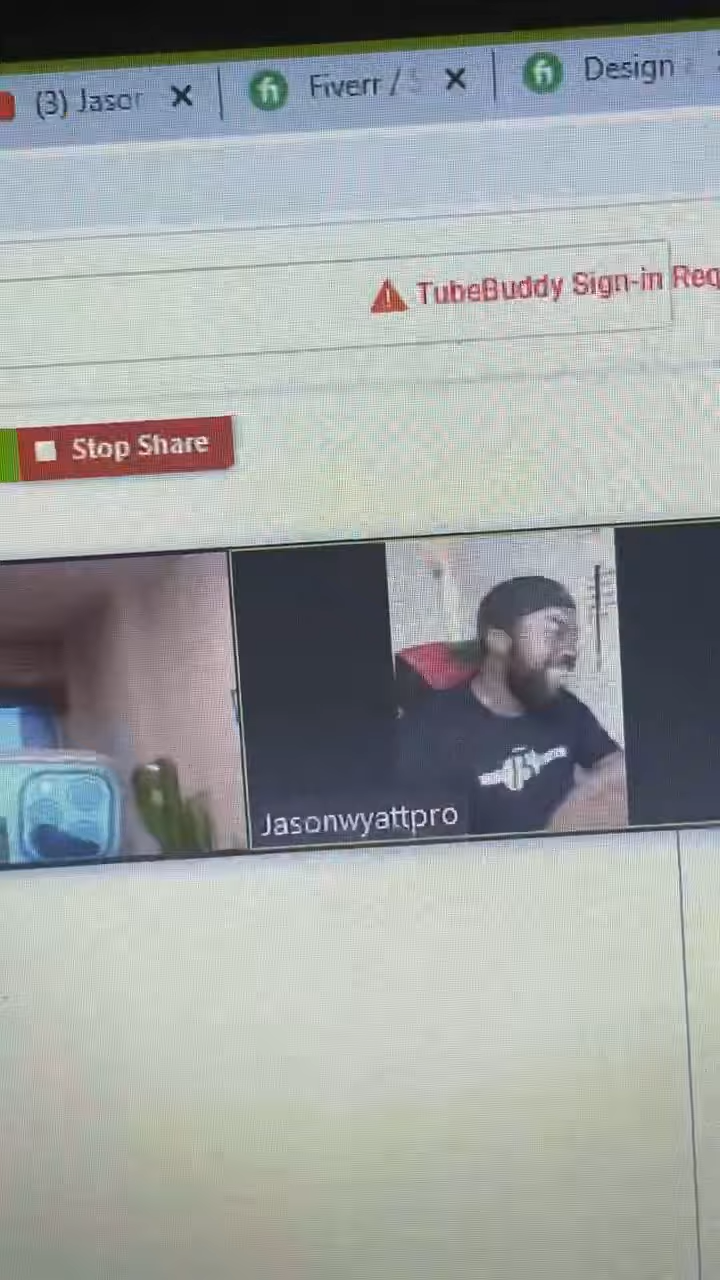 (3) Jasor
Fiverr / S
Design
TubeBuddy Sign-in Req
Stop Share
Jasonwyattpro